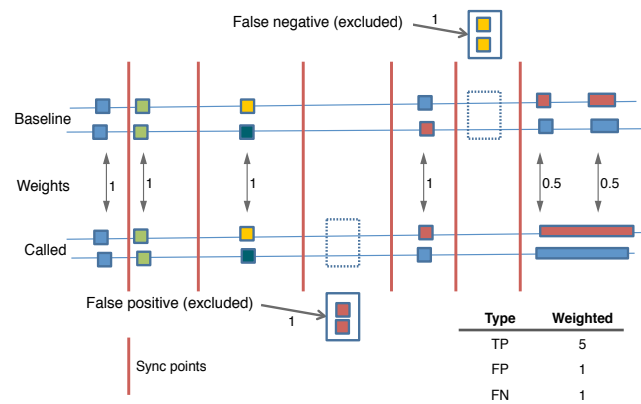 False negative (excluded) 1
Baseline
Weights 1 1 1 1 0.5 0.5
Called
False positive (excluded) 1
Type Weighted
TP 5
FP 1
FN 1
Sync points